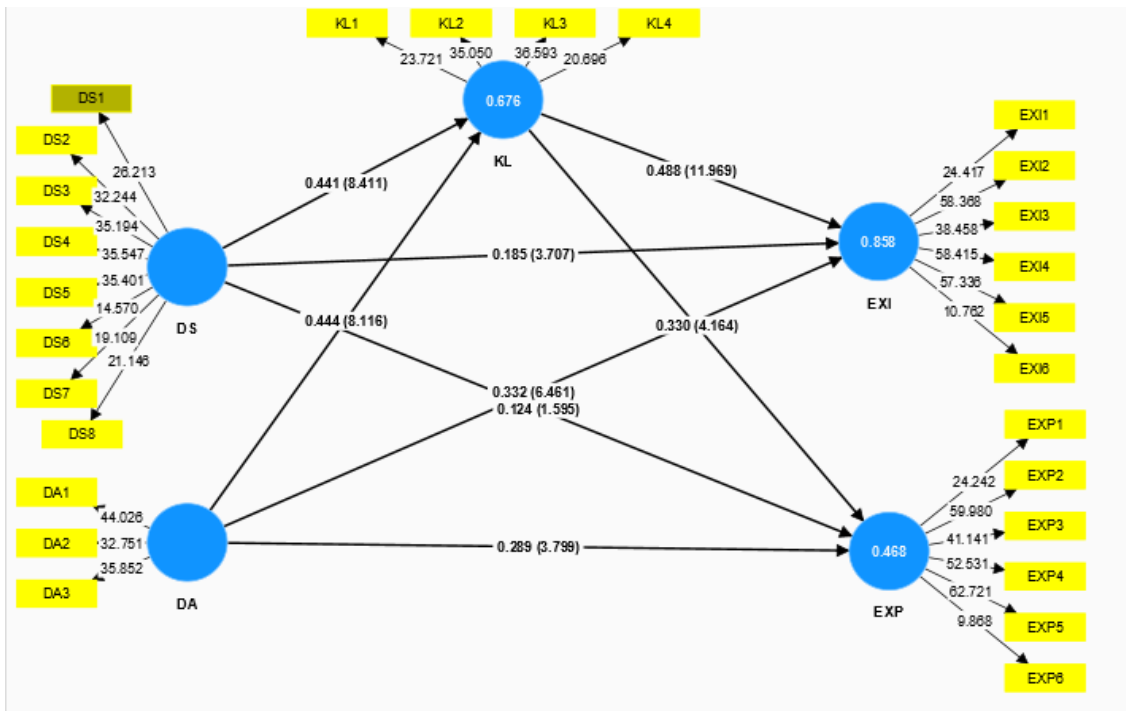 KL1
KL2
KL3
KL4
23.721
35.050
36.593
20.696
0.676
KL
DS1
DS2
DS3
DS4
DS5
DS6
DS7
DS8
26.213
32.244
35.194
35.547
35.401
14.570
19.109
21.146
DS
0.441 (8.411)
0.488 (11.969)
0.185 (3.707)
0.444 (8.116)
0.330 (4.164)
0.332 (6.461)
0.124 (1.595)
0.289 (3.799)
EXI1
EXI2
EXI3
EXI4
EXI5
EXI6
24.417
58.368
38.458
58.415
57.336
10.762
0.858
EXI
DA1
DA2
DA3
44.026
32.751
35.852
DA
EXP1
EXP2
EXP3
EXP4
EXP5
EXP6
24.242
59.980
41.141
52.531
62.721
9.868
0.468
EXP